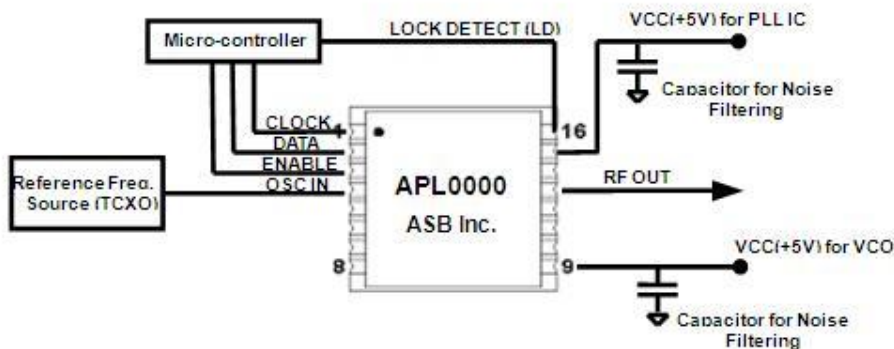 VCC(+5V) for PLL IC
Micro-controller
LOCK DETECT (LD)
Capacitor for Noise
Filtering
CLOCK
1
16
DATA
ENABLE
Reference Freq.
Source (TCXO)
OSC IN
APL0000
RF OUT
ASB Inc.
VCC(+5V) for VCO
8
9
Capacitor for Noise
Filtering